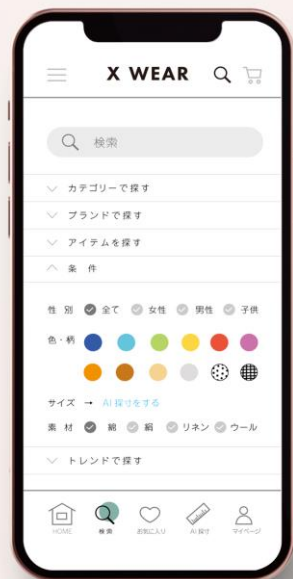 X WEAR
検索
カテゴリーで探す
ブランドで探す
アイテムを探す
条件
性別 全て 女性 男性 子供
色・柄
サイズ → AI採寸をする
素材 綿 絹 リネン ウール
トレンドで探す
HOME 検索 お気に入り AI採寸 マイページ